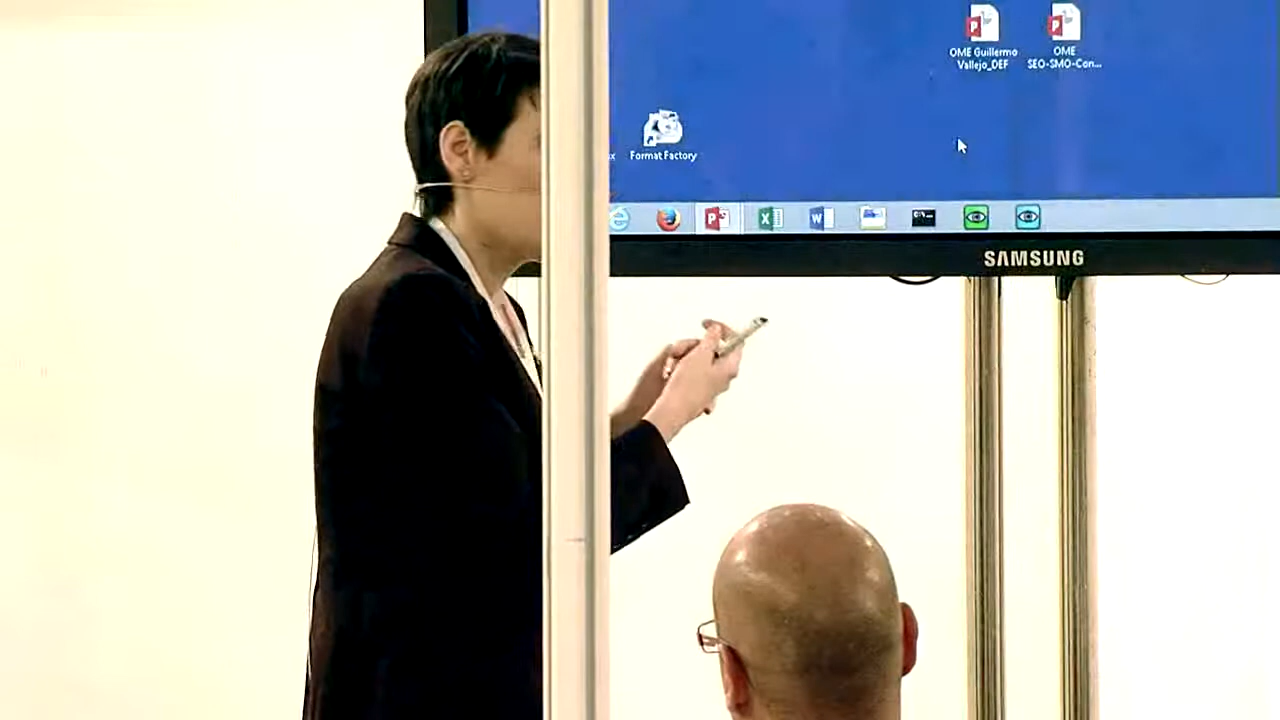 OME Guillermo
Vallejo_DEF
OME
SEO-SMO-Con...
Format Factory
SAMSUNG